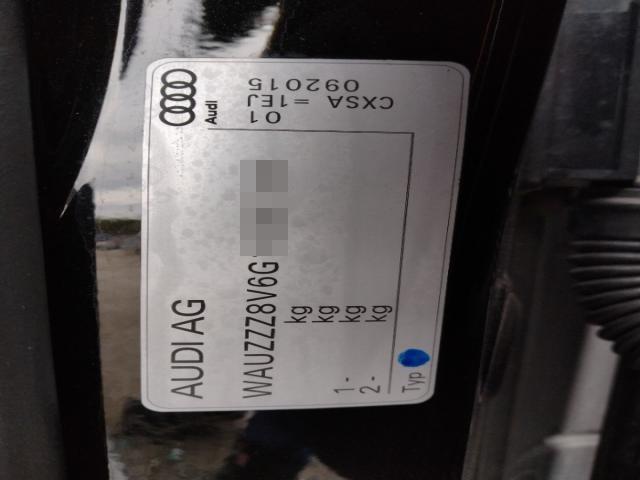 AUDI AG
WAUZZZ8V6G
kg
kg
1- kg
2- kg
Typ
Audi
01
CXSA =1EJ
092015